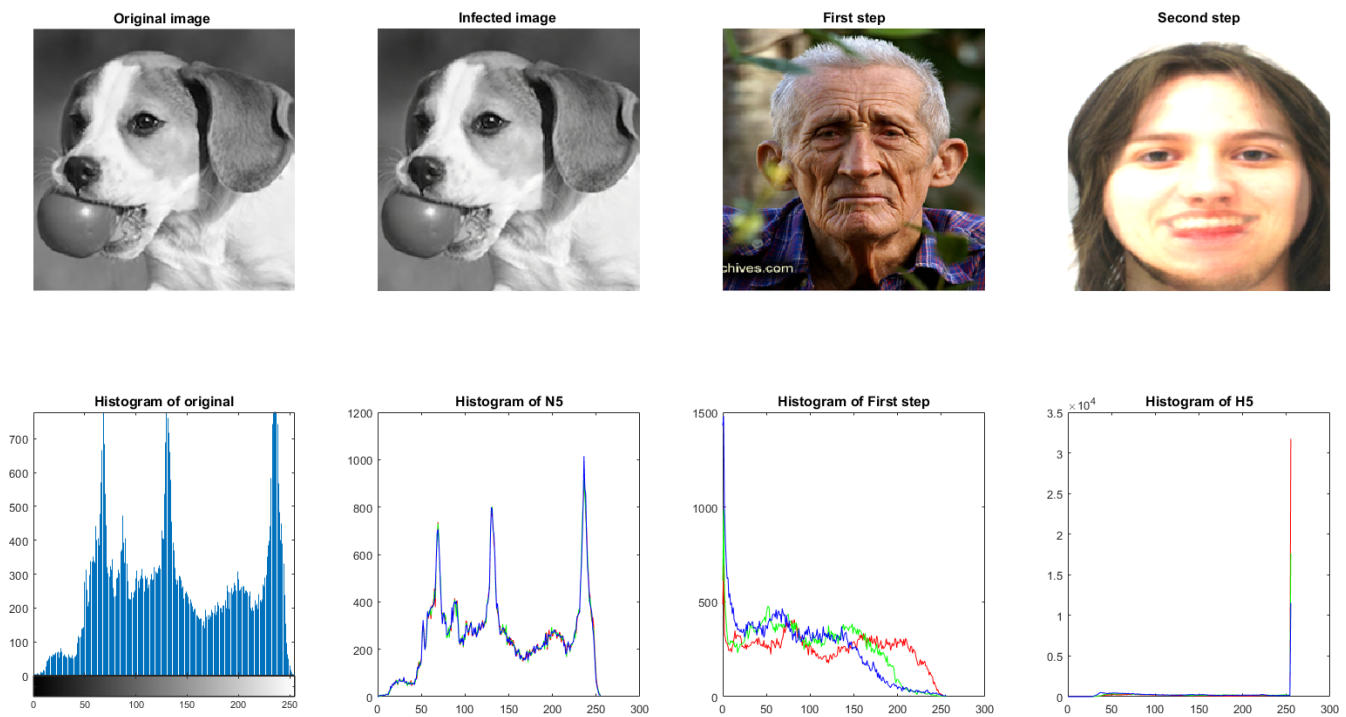 Original image
Infected image
First step
Second step
chives.com
Histogram of original
Histogram of N5
Histogram of First step
Histogram of H5
700
600
500
400
300
200
100
0
0 50 100 150 200 250
1200
1000
800
600
400
200
0
0 50 100 150 200 250 300
1500
1000
500
0
0 50 100 150 200 250 300
×10⁴
3.5
3
2.5
2
1.5
1
0.5
0
0 50 100 150 200 250 300